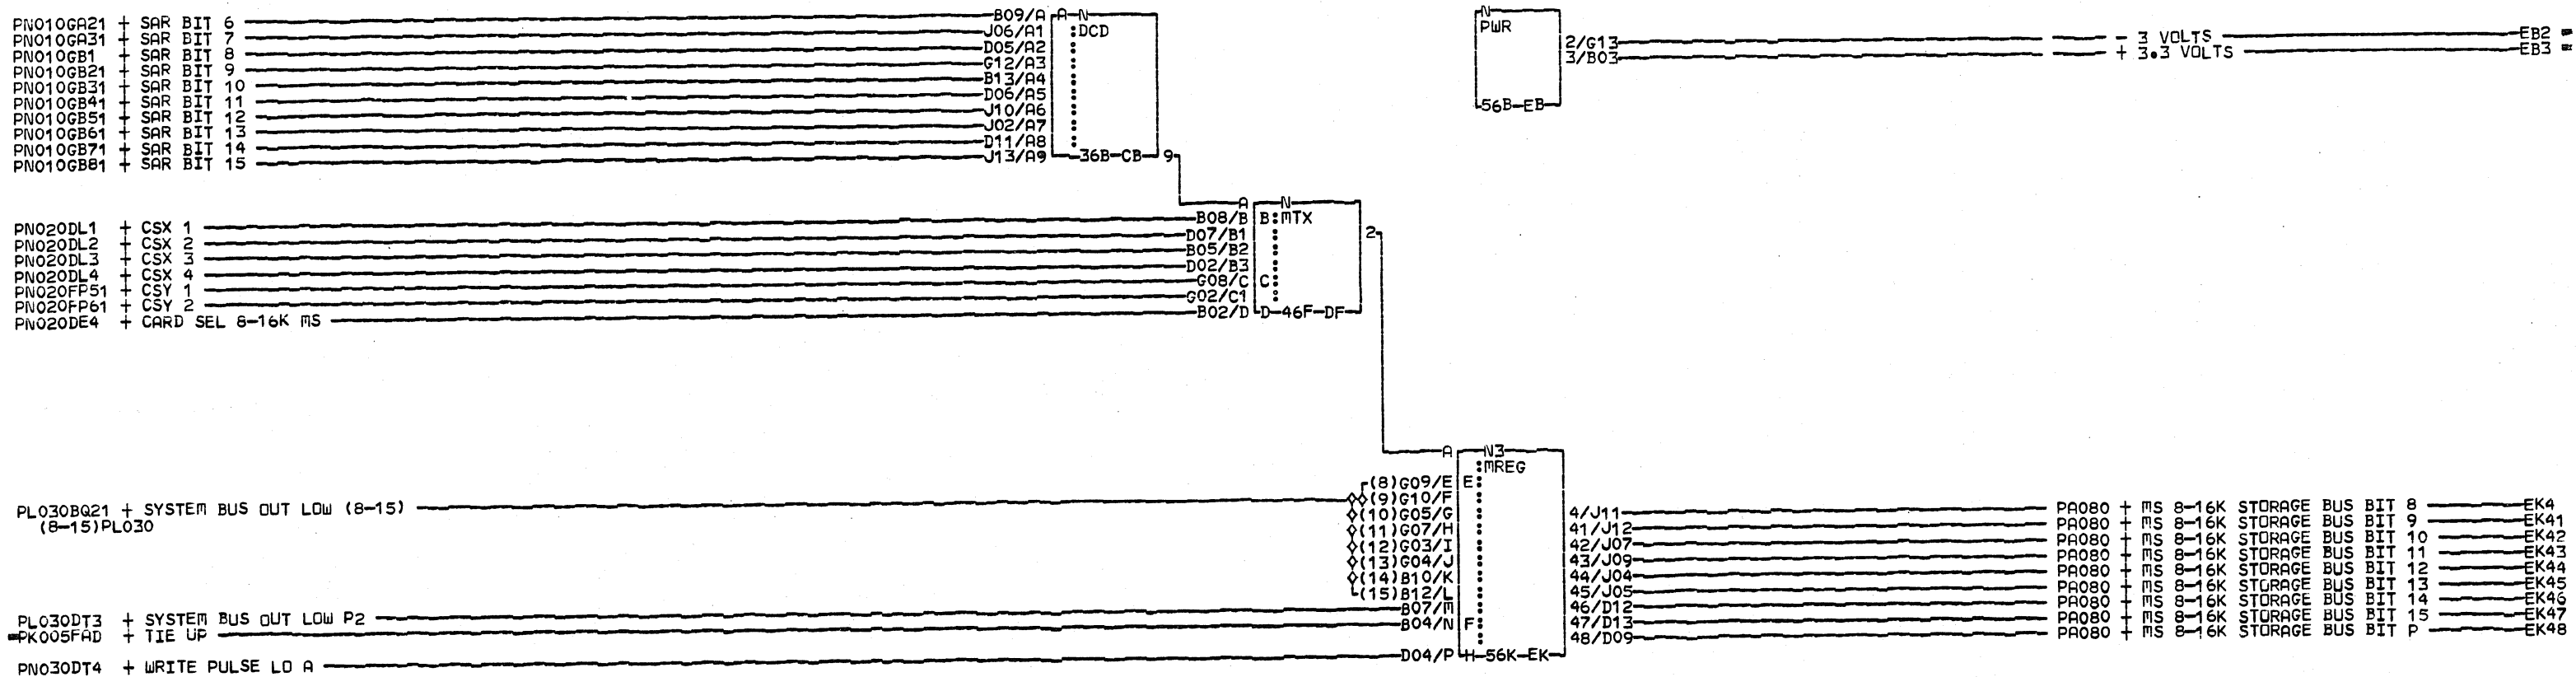 PN010GA21 + SAR BIT 6 B09/A A N
PN010GA31 + SAR BIT 7 J06/A1 DCD
PN010GB1 + SAR BIT 8 D05/A2
PN010GB21 + SAR BIT 9 G12/A3
PN010GB31 + SAR BIT 10 B13/A4
PN010GB41 + SAR BIT 11 D06/A5
PN010GB51 + SAR BIT 12 J10/A6
PN010GB61 + SAR BIT 13 J02/A7
PN010GB71 + SAR BIT 14 D11/A8
PN010GB81 + SAR BIT 15 J13/A9 36B-CB 9
N
PWR
2/G13 - 3 VOLTS EB2
3/B03 + 3.3 VOLTS EB3
56B-EB
A N
PN020DL1 + CSX 1 B08/B B MTX
PN020DL2 + CSX 2 D07/B1 2
PN020DL3 + CSX 3 B05/B2
PN020DL4 + CSX 4 D02/B3
PN020FP51 + CSY 1 G08/C C
PN020FP61 + CSY 2 G02/C1
PN020DE4 + CARD SEL 8-16K MS B02/D D 46F-DF
A N3
MREG
(8)G09/E E
PL030BQ21 + SYSTEM BUS OUT LOW (8-15) (9)G10/F
(8-15)PL030 (10)G05/G
(11)G07/H
(12)G03/I
(13)G04/J
(14)B10/K
(15)B12/L
PL030DT3 + SYSTEM BUS OUT LOW P2 B07/M
PK005FAD + TIE UP B04/N F
PN030DT4 + WRITE PULSE LO A D04/P H 56K-EK
4/J11 PA080 + MS 8-16K STORAGE BUS BIT 8 EK4
41/J12 PA080 + MS 8-16K STORAGE BUS BIT 9 EK41
42/J07 PA080 + MS 8-16K STORAGE BUS BIT 10 EK42
43/J09 PA080 + MS 8-16K STORAGE BUS BIT 11 EK43
44/J04 PA080 + MS 8-16K STORAGE BUS BIT 12 EK44
45/J05 PA080 + MS 8-16K STORAGE BUS BIT 13 EK45
46/D12 PA080 + MS 8-16K STORAGE BUS BIT 14 EK46
47/D13 PA080 + MS 8-16K STORAGE BUS BIT 15 EK47
48/D09 PA080 + MS 8-16K STORAGE BUS BIT P EK48